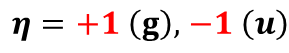 η = +1 (g), −1 (u)